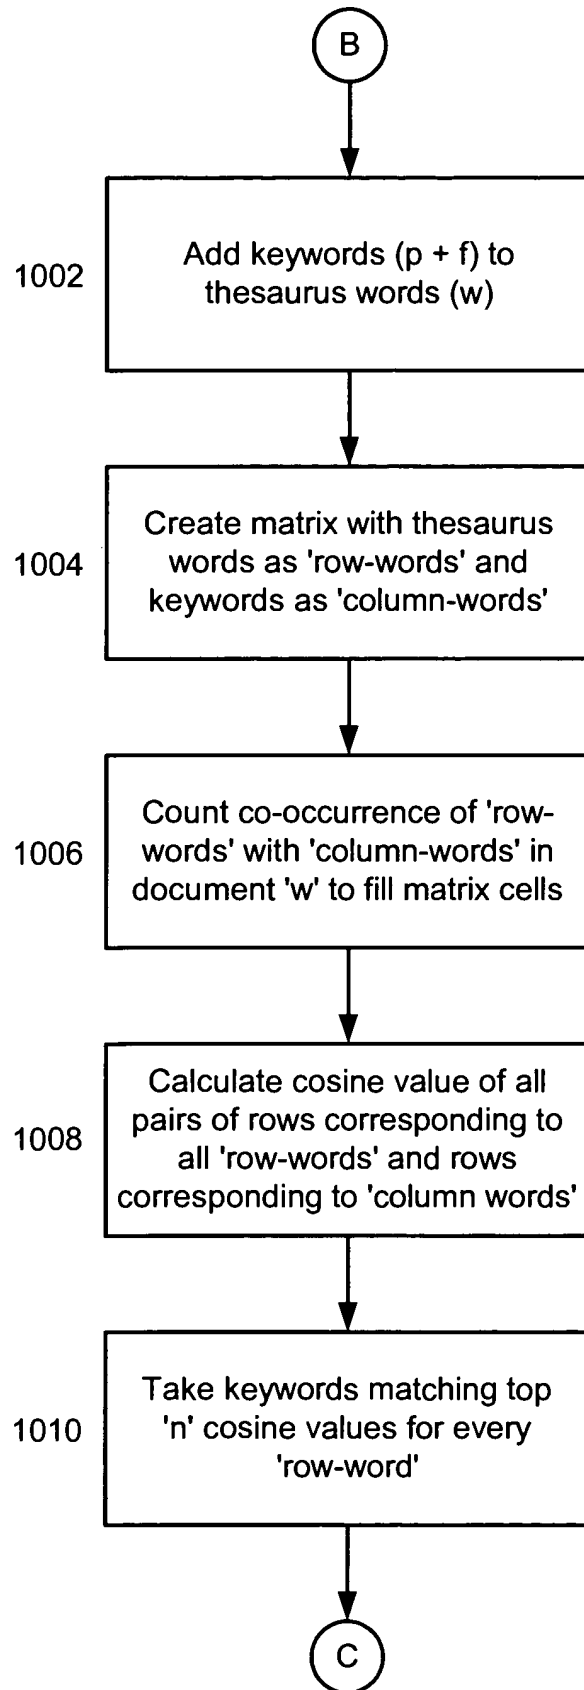 B
1002
Add keywords (p + f) to
thesaurus words (w)
1004
Create matrix with thesaurus
words as 'row-words' and
keywords as 'column-words'
1006
Count co-occurrence of 'row-
words' with 'column-words' in
document 'w' to fill matrix cells
1008
Calculate cosine value of all
pairs of rows corresponding to
all 'row-words' and rows
corresponding to 'column words'
1010
Take keywords matching top
'n' cosine values for every
'row-word'
C